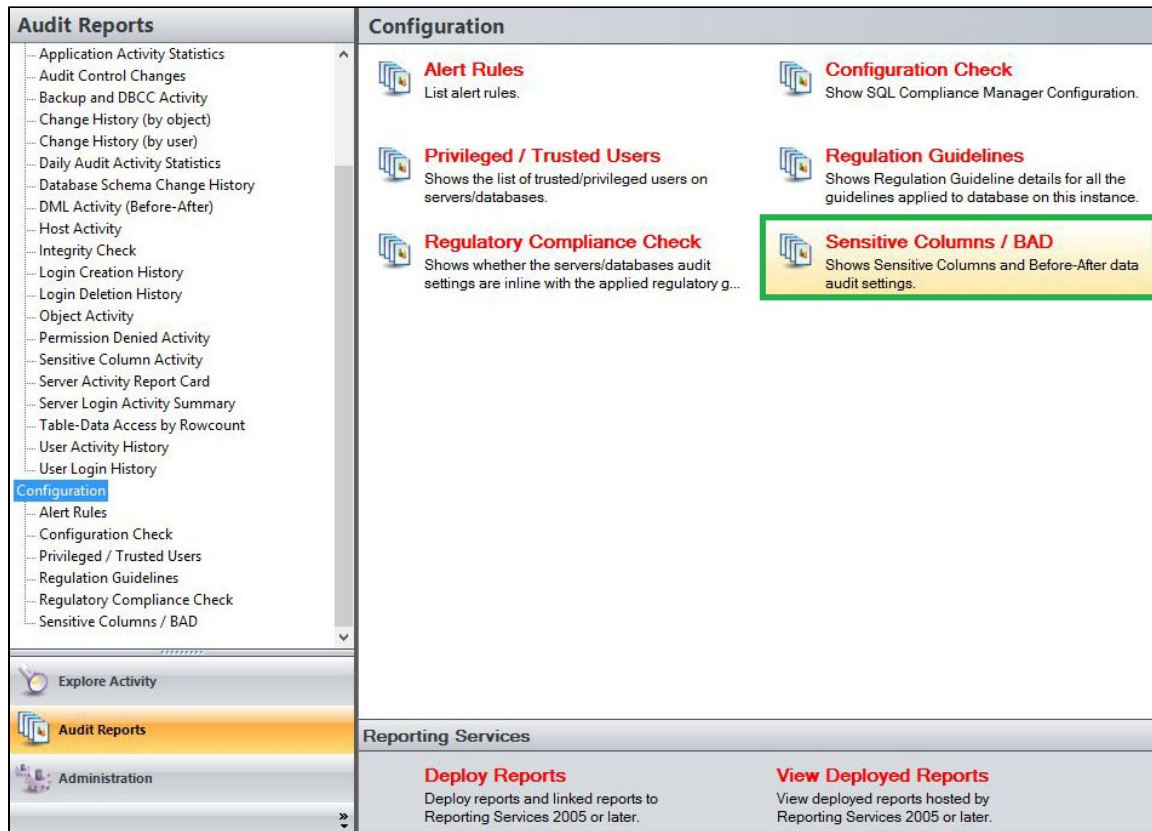 Audit Reports
Application Activity Statistics
Audit Control Changes
Backup and DBCC Activity
Change History (by object)
Change History (by user)
Daily Audit Activity Statistics
Database Schema Change History
DML Activity (Before-After)
Host Activity
Integrity Check
Login Creation History
Login Deletion History
Object Activity
Permission Denied Activity
Sensitive Column Activity
Server Activity Report Card
Server Login Activity Summary
Table-Data Access by Rowcount
User Activity History
User Login History
Configuration
Alert Rules
Configuration Check
Privileged / Trusted Users
Regulation Guidelines
Regulatory Compliance Check
Sensitive Columns / BAD
Explore Activity
Audit Reports
Administration
Configuration
Alert Rules
List alert rules.
Configuration Check
Show SQL Compliance Manager Configuration.
Privileged / Trusted Users
Shows the list of trusted/privileged users on
servers/databases.
Regulation Guidelines
Shows Regulation Guideline details for all the
guidelines applied to database on this instance.
Regulatory Compliance Check
Shows whether the servers/databases audit
settings are inline with the applied regulatory g...
Sensitive Columns / BAD
Shows Sensitive Columns and Before-After data
audit settings.
Reporting Services
Deploy Reports
Deploy reports and linked reports to
Reporting Services 2005 or later.
View Deployed Reports
View deployed reports hosted by
Reporting Services 2005 or later.